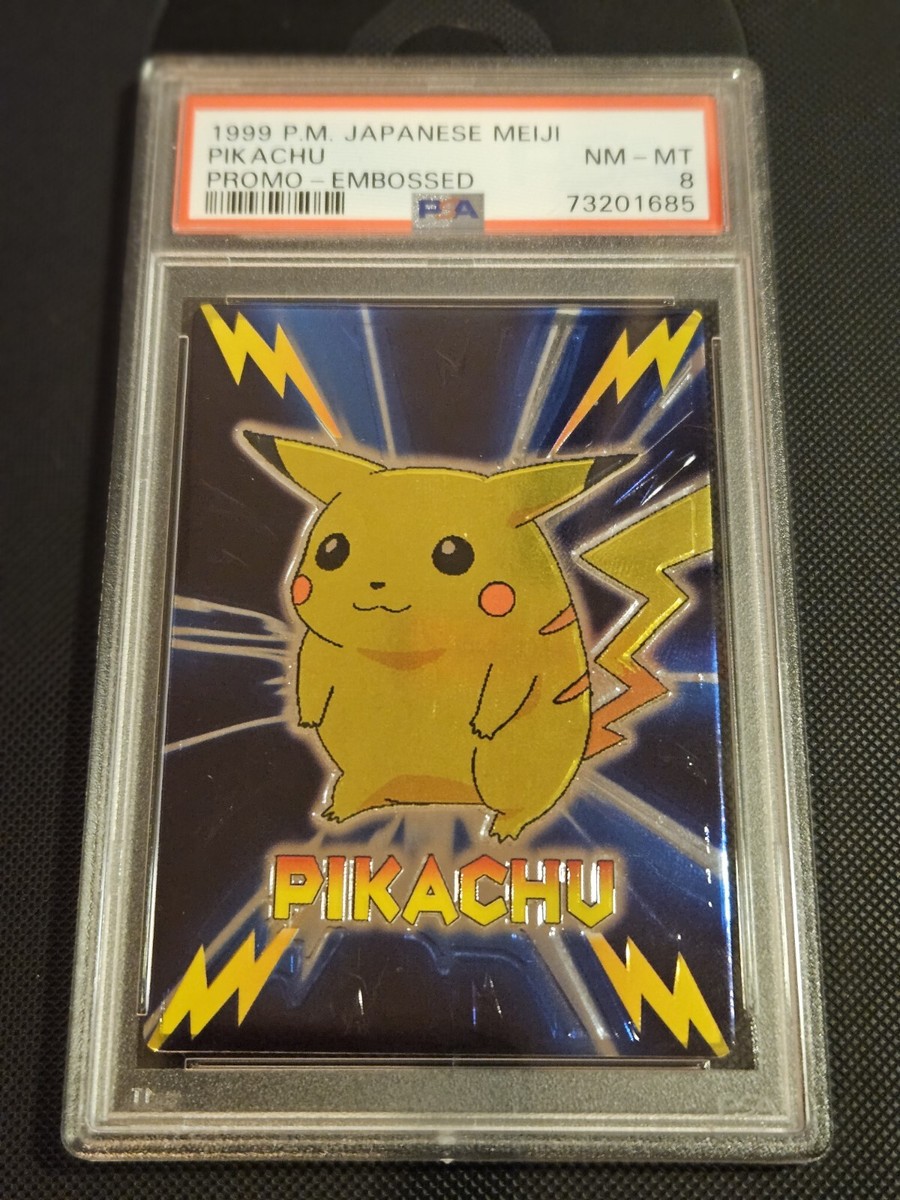 1999 P.M. JAPANESE MEIJI
PIKACHU NM - MT
PROMO - EMBOSSED 8
PSA 73201685
PIKACHU